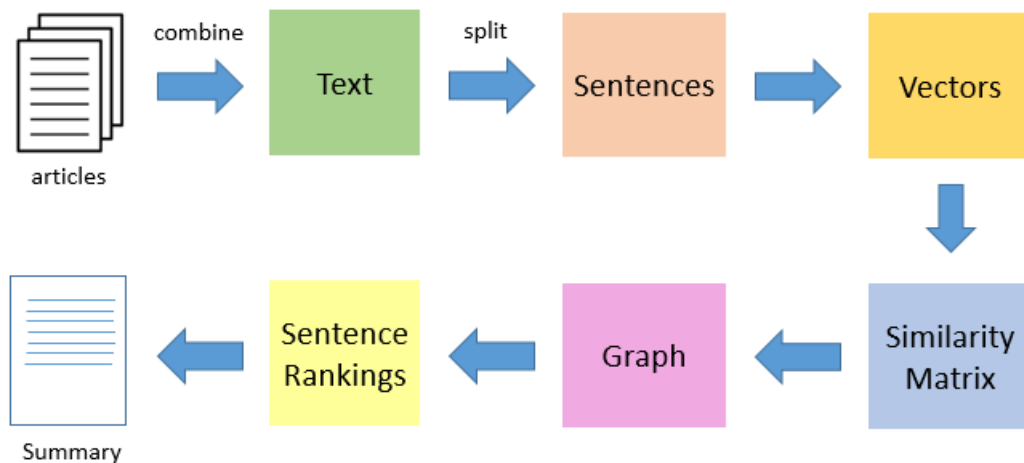 combine
split
Text
Sentences
Vectors
articles
Similarity
Matrix
Graph
Sentence
Rankings
Summary